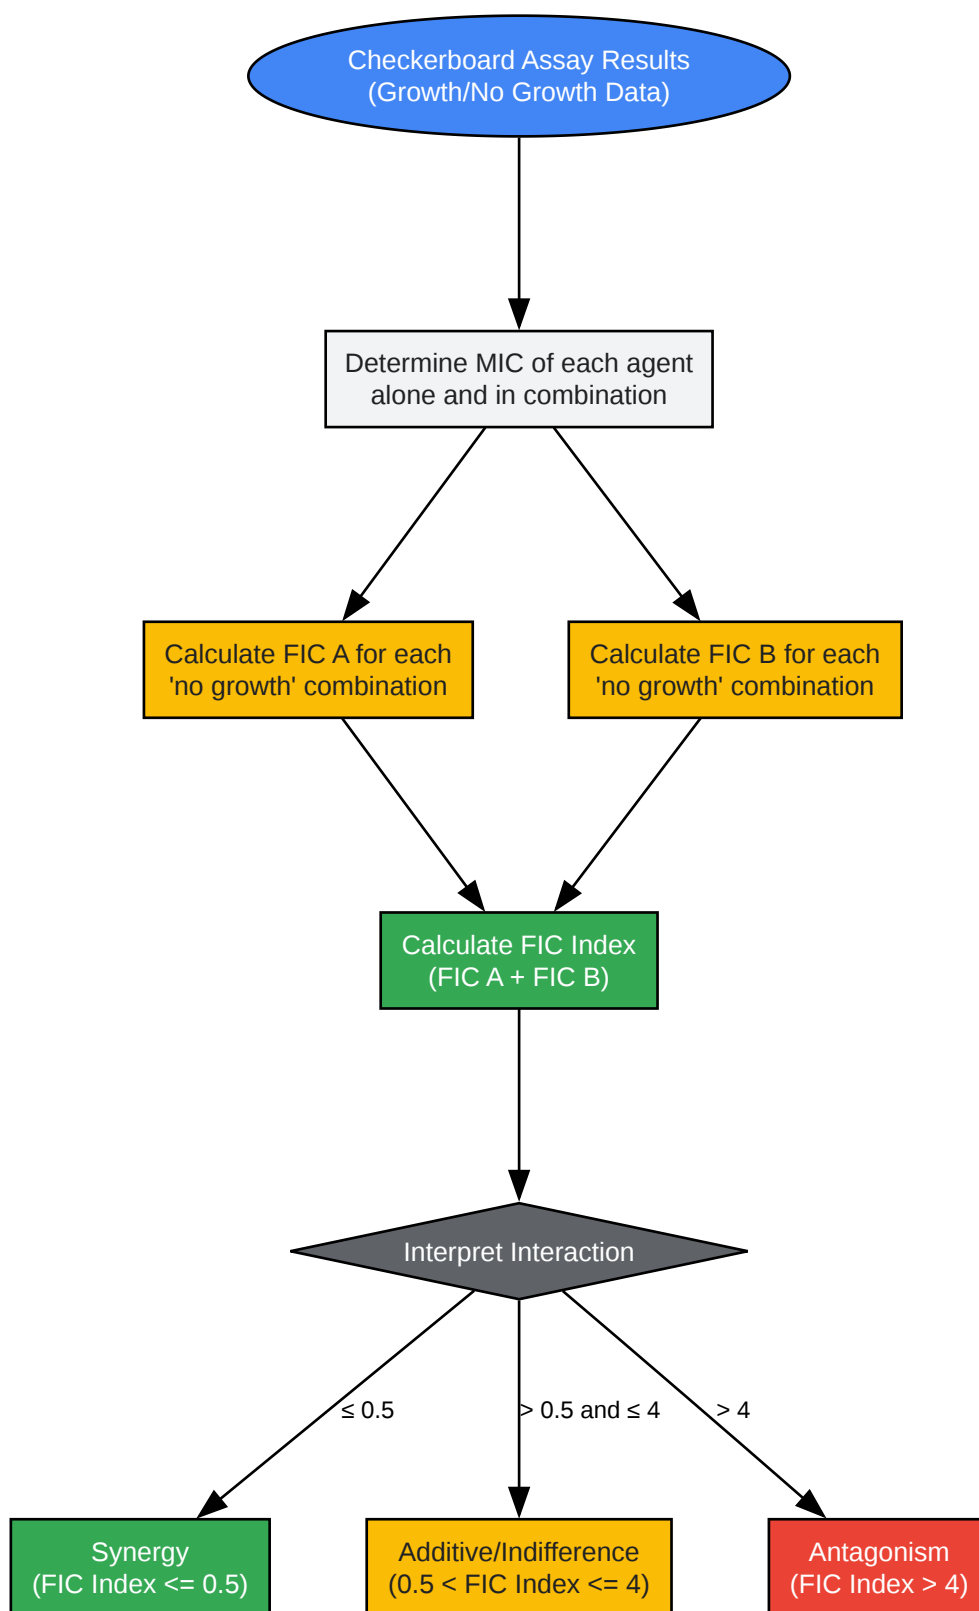 Checkerboard Assay Results
(Growth/No Growth Data)
Determine MIC of each agent
alone and in combination
Calculate FIC A for each
'no growth' combination
Calculate FIC B for each
'no growth' combination
Calculate FIC Index
(FIC A + FIC B)
Interpret Interaction
≤ 0.5
> 0.5 and ≤ 4
> 4
Synergy
(FIC Index <= 0.5)
Additive/Indifference
(0.5 < FIC Index <= 4)
Antagonism
(FIC Index > 4)